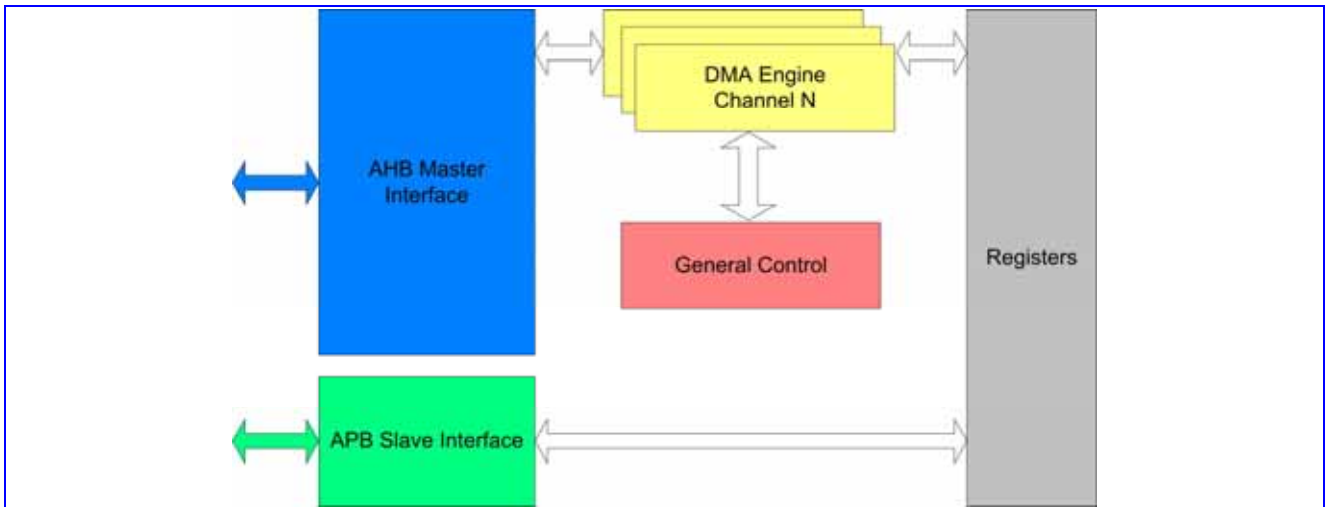 DMA Engine
Channel N
AHB Master
Interface
General Control
Registers
APB Slave Interface